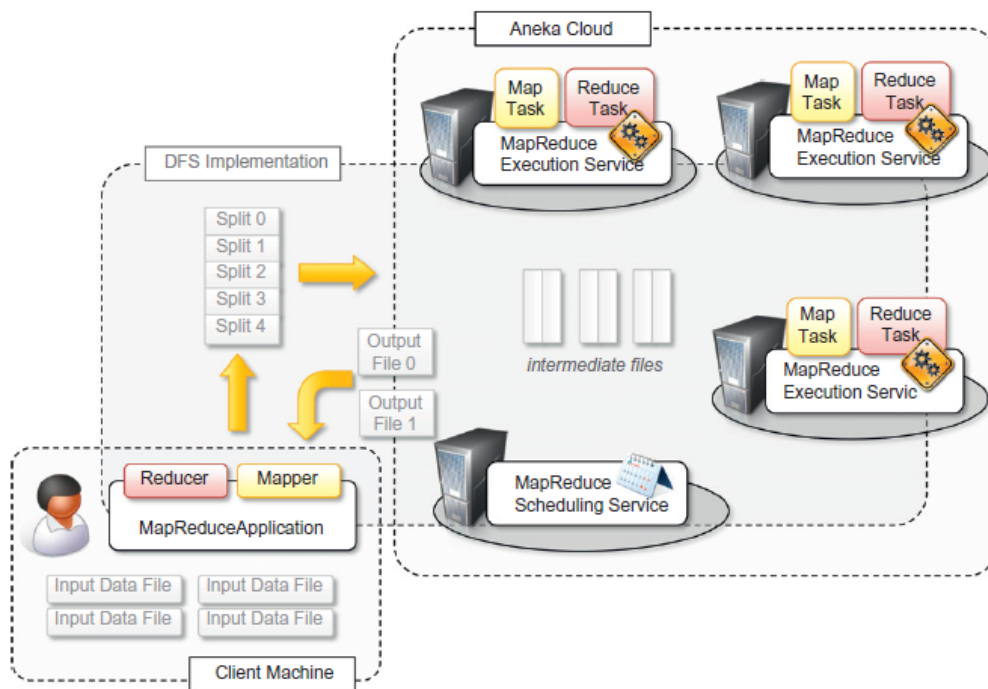 Aneka Cloud
Map
Task
Reduce
Task
MapReduce
Execution Service
Map
Task
Reduce
Task
MapReduce
Execution Service
DFS Implementation
Split 0
Split 1
Split 2
Split 3
Split 4
Output
File 0
Output
File 1
intermediate files
Map
Task
Reduce
Task
MapReduce
Execution Servic
MapReduce
Scheduling Service
Reducer
Mapper
MapReduceApplication
Input Data File
Input Data File
Input Data File
Input Data File
Client Machine